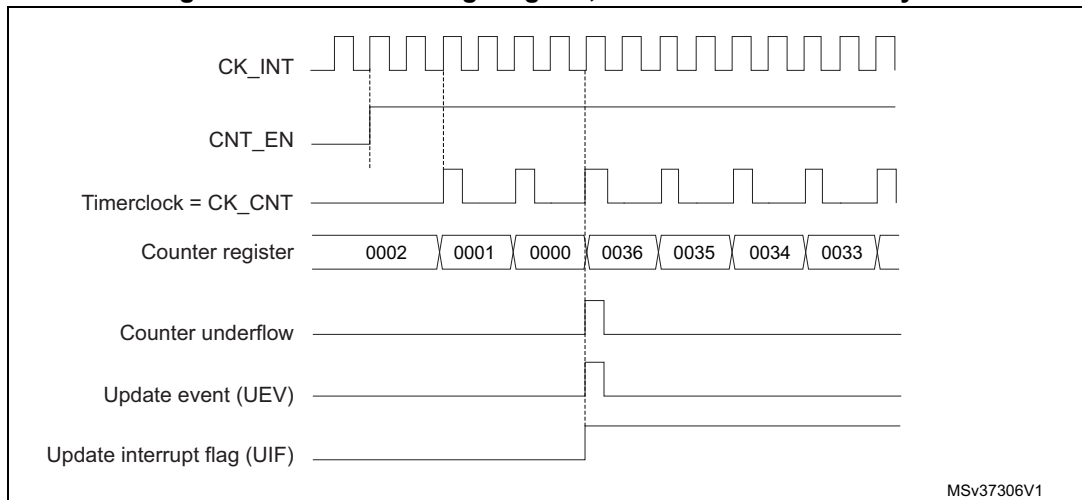 CK_INT
CNT_EN
Timerclock = CK_CNT
Counter register 0002 0001 0000 0036 0035 0034 0033
Counter underflow
Update event (UEV)
Update interrupt flag (UIF)
MSv37306V1